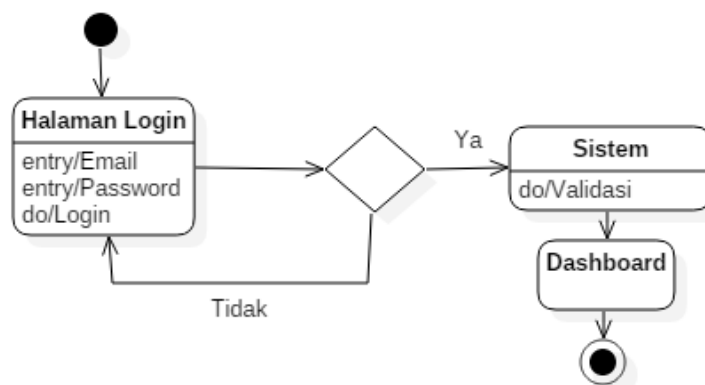 Halaman Login
entry/Email
entry/Password
do/Login
Ya
Tidak
Sistem
do/Validasi
Dashboard